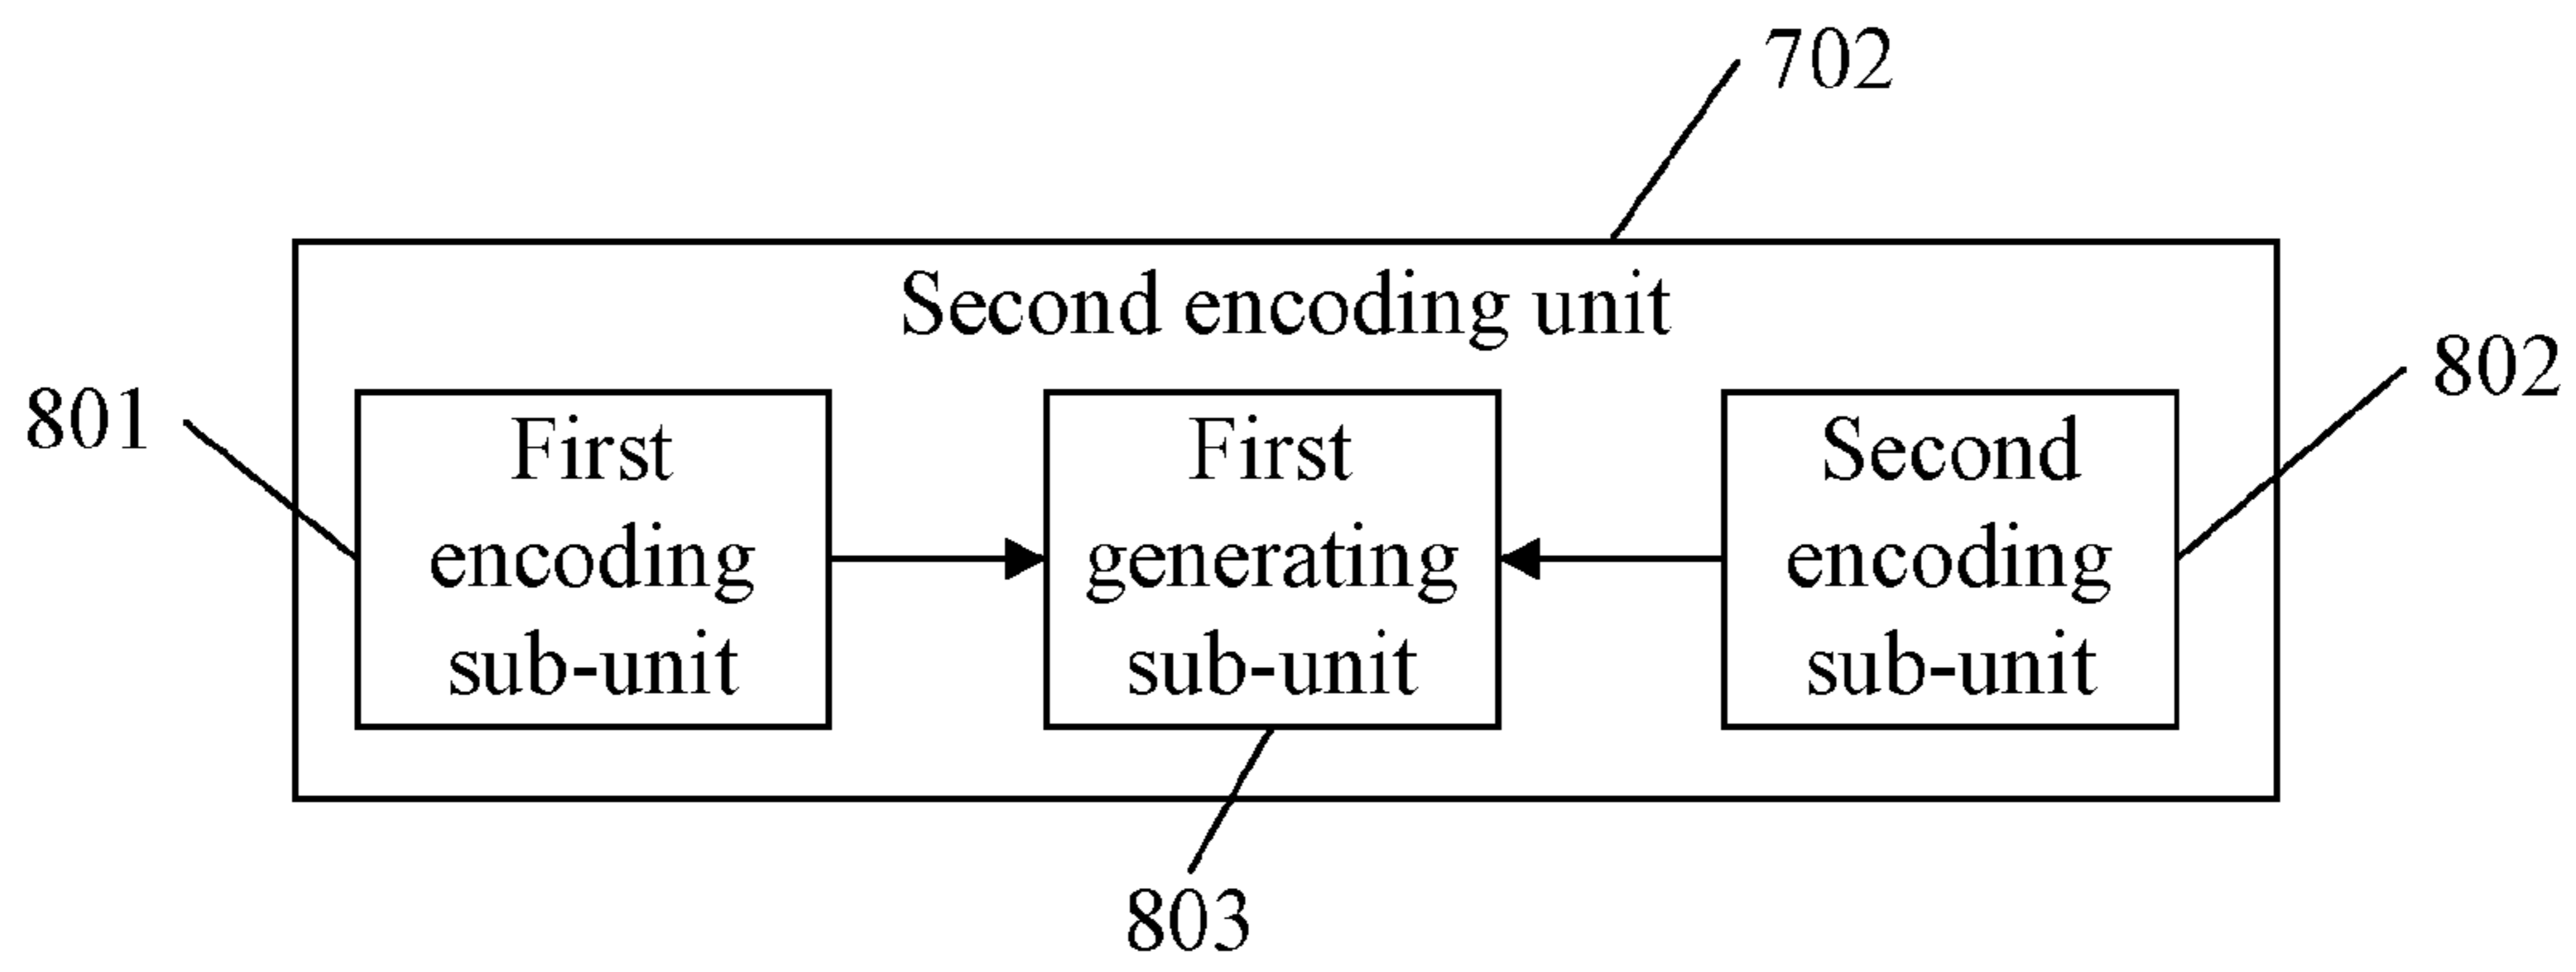 702
Second encoding unit
801
First
encoding
sub-unit
First
generating
sub-unit
Second
encoding
sub-unit
802
803